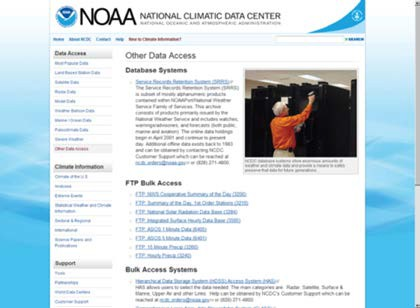 NOAA NATIONAL CLIMATIC DATA CENTER
NATIONAL OCEANIC AND ATMOSPHERIC ADMINISTRATION
Home Contact About NCDC Help New to Climate Information? SEARCH
Data Access
Most Popular Data
Land Based Station Data
Satellite Data
Radar Data
Model Data
Weather Balloon Data
Marine / Ocean Data
Paleoclimatic Data
Severe Weather
Other Data Access
Climate Information
Climate of the U.S.
Extreme Events
Statistical Weather and Climate
Information
Sectoral & Regional
International
Science Papers and
Publications
Support
Tools
Partnerships
World Data Centers
Other Data Access
Database Systems
Service Records Retention System (SRRS)
The Service Records Retention System (SRRS)
is subset of mostly alphanumeric products
contained within NOAAPort/National Weather
Service Family of Services. This archive
consists of products primarily issued by the
National Weather Service and includes watches,
warnings/advisories, and forecasts (both public,
marine and aviation). The online data holdings
begin in April 2001 and continue to present
day. Additional offline data exists back to 1983
and can be obtained by contacting NCDC
Customer Support which can be reached at
ncdc.orders@noaa.gov or (828) 271-4800.
NCDC database systems store enormous amounts of
weather and climate data and provide a means to safely
preserve that data for future generations.
FTP Bulk Access
FTP: NWS Cooperative Summary of the Day (3200)
FTP: Summary of the Day, 1st Order Stations (3210)
FTP: National Solar Radiation Data Base (3284)
FTP: Integrated Surface Hourly Data Base (3505)
FTP: ASOS 1 Minute Data (6405)
FTP: ASOS 5 Minute Data (6401)
FTP: 15 Minute Precip (3260)
FTP: Hourly Precip (3240)
Bulk Access Systems
Hierarchical Data Storage System (HDSS) Access System (HAS)
HAS allows users to select the data needed. The main categories are Radar, Satellite, Surface &
Marine, Upper Air and other Links. Help can be obtained by NCDC's Customer Support which can be
reached at ncdc.orders@noaa.gov or (828) 271-4800.